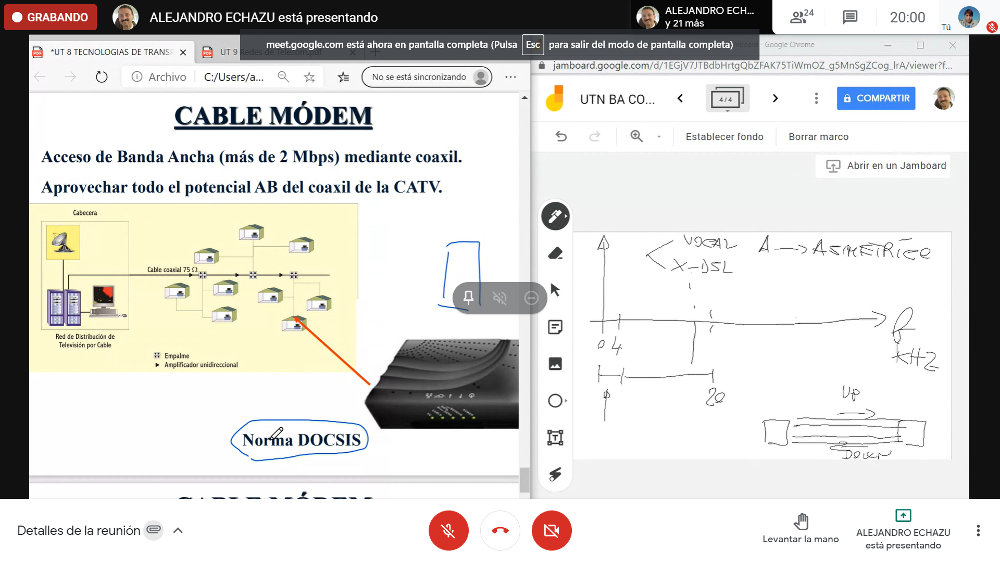 GRABANDO
ALEJANDRO ECHAZU está presentando
ALEJANDRO ECH...
y 21 más
24
20:00
Tú
meet.google.com está ahora en pantalla completa (Pulsa Esc para salir del modo de pantalla completa)
*UT 8 TECNOLOGIAS DE TRANSF
UT 9 Redes de Telecom.pdf
- Google Chrome
jamboard.google.com/d/1EGjV7JTBdbHrtgQbZFAK75TiWmOZ_g5MnSgZCog_lrA/viewer?f...
Archivo
C:/Users/a...
No se está sincronizando
UTN BA CO...
4 / 4
COMPARTIR
Establecer fondo
Borrar marco
Abrir en un Jamboard
CABLE MÓDEM
Acceso de Banda Ancha (más de 2 Mbps) mediante coaxil.
Aprovechar todo el potencial AB del coaxil de la CATV.
Cabecera
Cable coaxial 75 Ω
Red de Distribución de
Televisión por Cable
Empalme
Amplificador unidireccional
Norma DOCSIS
CABLE MÓDEM
VOCAL
X-DSL
A → ASIMETRICO
0 4
f
KHZ
0
20
UP
DOWN
Detalles de la reunión
Levantar la mano
ALEJANDRO ECHAZU
está presentando